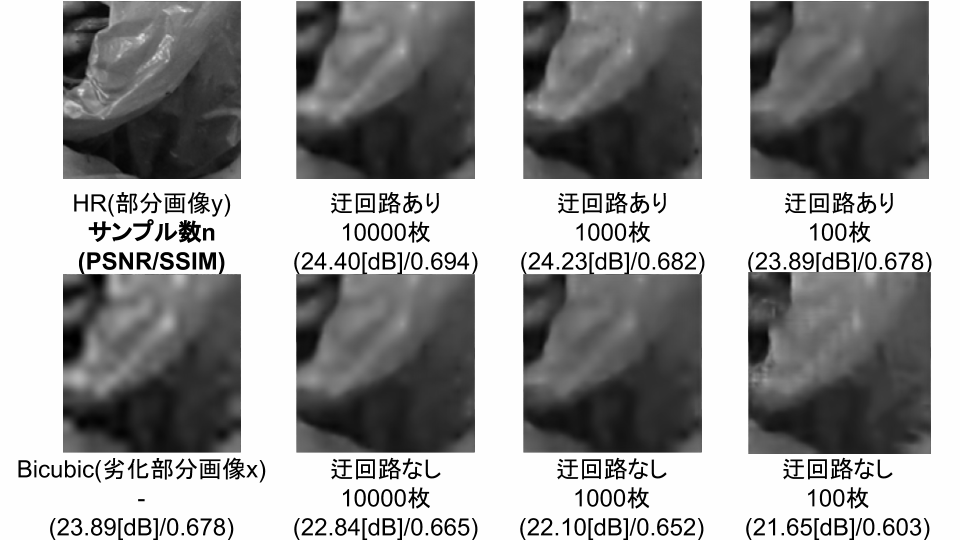 HR(部分画像y)
サンプル数n
(PSNR/SSIM)
迂回路あり
10000枚
(24.40[dB]/0.694)
迂回路あり
1000枚
(24.23[dB]/0.682)
迂回路あり
100枚
(23.89[dB]/0.678)
Bicubic(劣化部分画像x)
-
(23.89[dB]/0.678)
迂回路なし
10000枚
(22.84[dB]/0.665)
迂回路なし
1000枚
(22.10[dB]/0.652)
迂回路なし
100枚
(21.65[dB]/0.603)